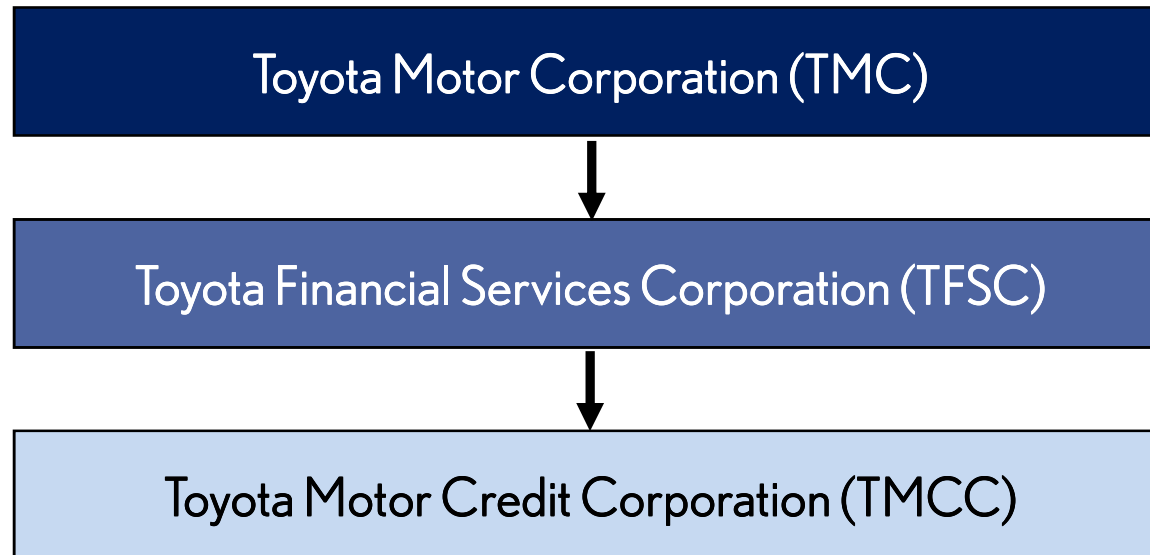 Toyota Motor Corporation (TMC)
Toyota Financial Services Corporation (TFSC)
Toyota Motor Credit Corporation (TMCC)